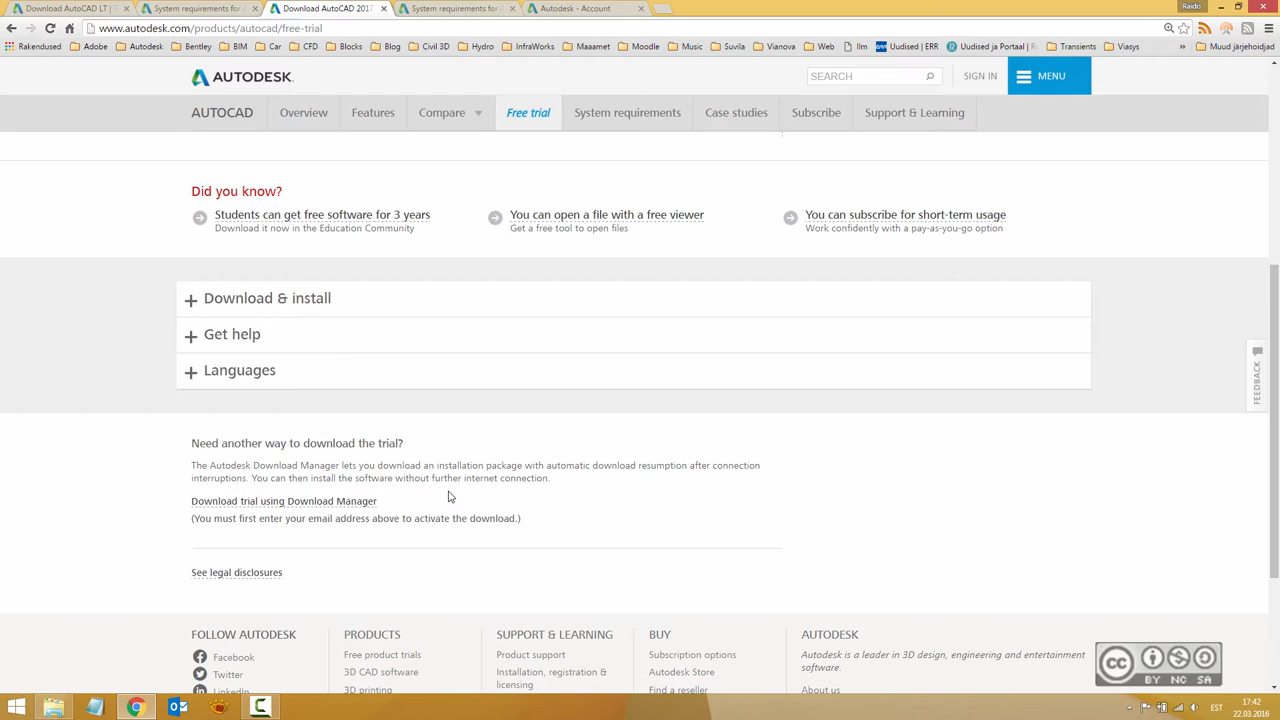 Download AutoCAD LT | F
System requirements for A
Download AutoCAD 2017
System requirements for A
Autodesk - Account
Raido
www.autodesk.com/products/autocad/free-trial
Rakendused Adobe Autodesk Bentley BIM Car CFD Blocks Blog Civil 3D Hydro InfraWorks Maaamet Moodle Music Suvila Vianova Web Ilm Uudised | ERR Uudised ja Portaal | Ro Transients Viasys » Muud järjehoidjad
AUTODESK. SEARCH SIGN IN MENU
AUTOCAD Overview Features Compare Free trial System requirements Case studies Subscribe Support & Learning
Did you know?
Students can get free software for 3 years
Download it now in the Education Community
You can open a file with a free viewer
Get a free tool to open files
You can subscribe for short-term usage
Work confidently with a pay-as-you-go option
+ Download & install
+ Get help
+ Languages
FEEDBACK
Need another way to download the trial?
The Autodesk Download Manager lets you download an installation package with automatic download resumption after connection
interruptions. You can then install the software without further internet connection.
Download trial using Download Manager
(You must first enter your email address above to activate the download.)
See legal disclosures
FOLLOW AUTODESK
Facebook
Twitter
LinkedIn
PRODUCTS
Free product trials
3D CAD software
3D printing
SUPPORT & LEARNING
Product support
Installation, registration &
licensing
BUY
Subscription options
Autodesk Store
Find a reseller
AUTODESK
Autodesk is a leader in 3D design, engineering and entertainment
software.
About us
cc BY NC SA
EST
17:42
22.03.2016